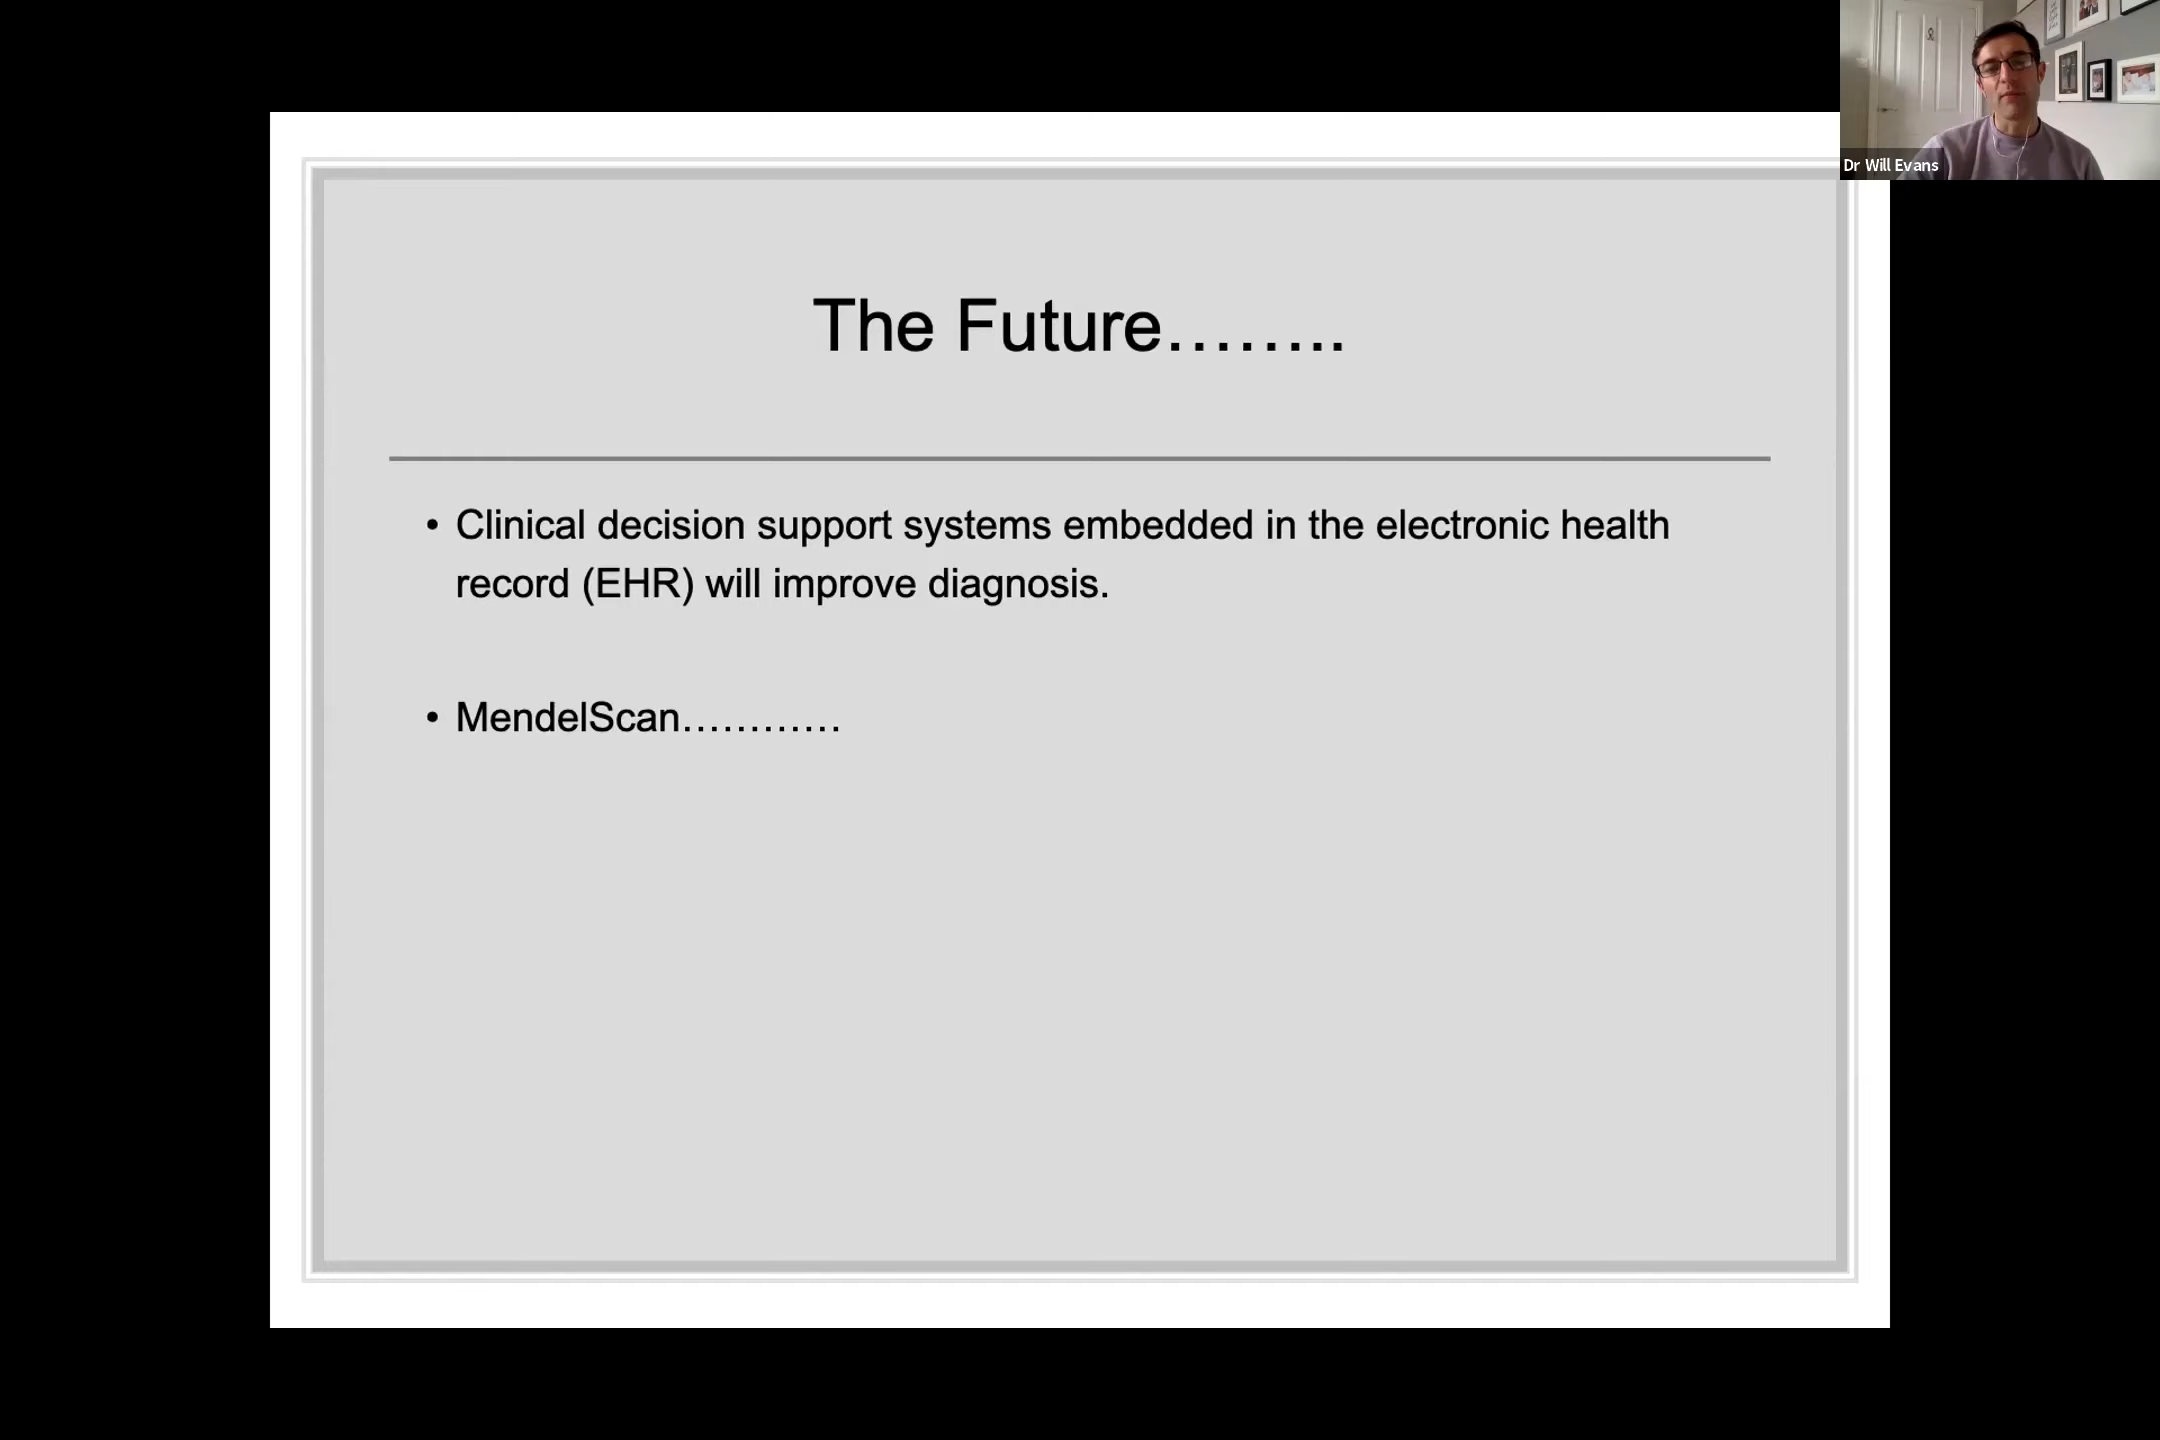 Dr Will Evans
The Future……..
• Clinical decision support systems embedded in the electronic health
record (EHR) will improve diagnosis.
• MendelScan…………